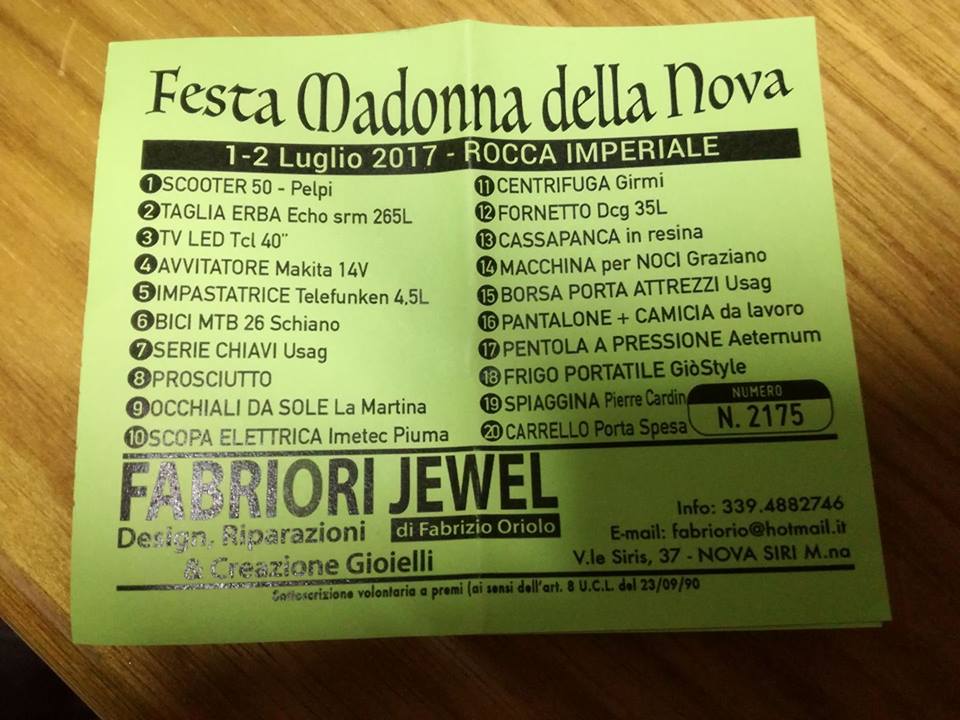 Festa Madonna della Nova
1-2 Luglio 2017 - ROCCA IMPERIALE
1 SCOOTER 50 - Pelpi
2 TAGLIA ERBA Echo srm 265L
3 TV LED Tcl 40"
4 AVVITATORE Makita 14V
5 IMPASTATRICE Telefunken 4,5L
6 BICI MTB 26 Schiano
7 SERIE CHIAVI Usag
8 PROSCIUTTO
9 OCCHIALI DA SOLE La Martina
10 SCOPA ELETTRICA Imetec Piuma
11 CENTRIFUGA Girmi
12 FORNETTO Dcg 35L
13 CASSAPANCA in resina
14 MACCHINA per NOCI Graziano
15 BORSA PORTA ATTREZZI Usag
16 PANTALONE + CAMICIA da lavoro
17 PENTOLA A PRESSIONE Aeternum
18 FRIGO PORTATILE GiòStyle
19 SPIAGGINA Pierre Cardin
20 CARRELLO Porta Spesa
NUMERO
N. 2175
FABRIORI JEWEL
di Fabrizio Oriolo
Design, Riparazioni
& Creazione Gioielli
Info: 339.4882746
E-mail: fabriorio@hotmail.it
V.le Siris, 37 - NOVA SIRI M.na
Sottoscrizione volontaria a premi (ai sensi dell'art. 8 U.C.L. del 23/09/90